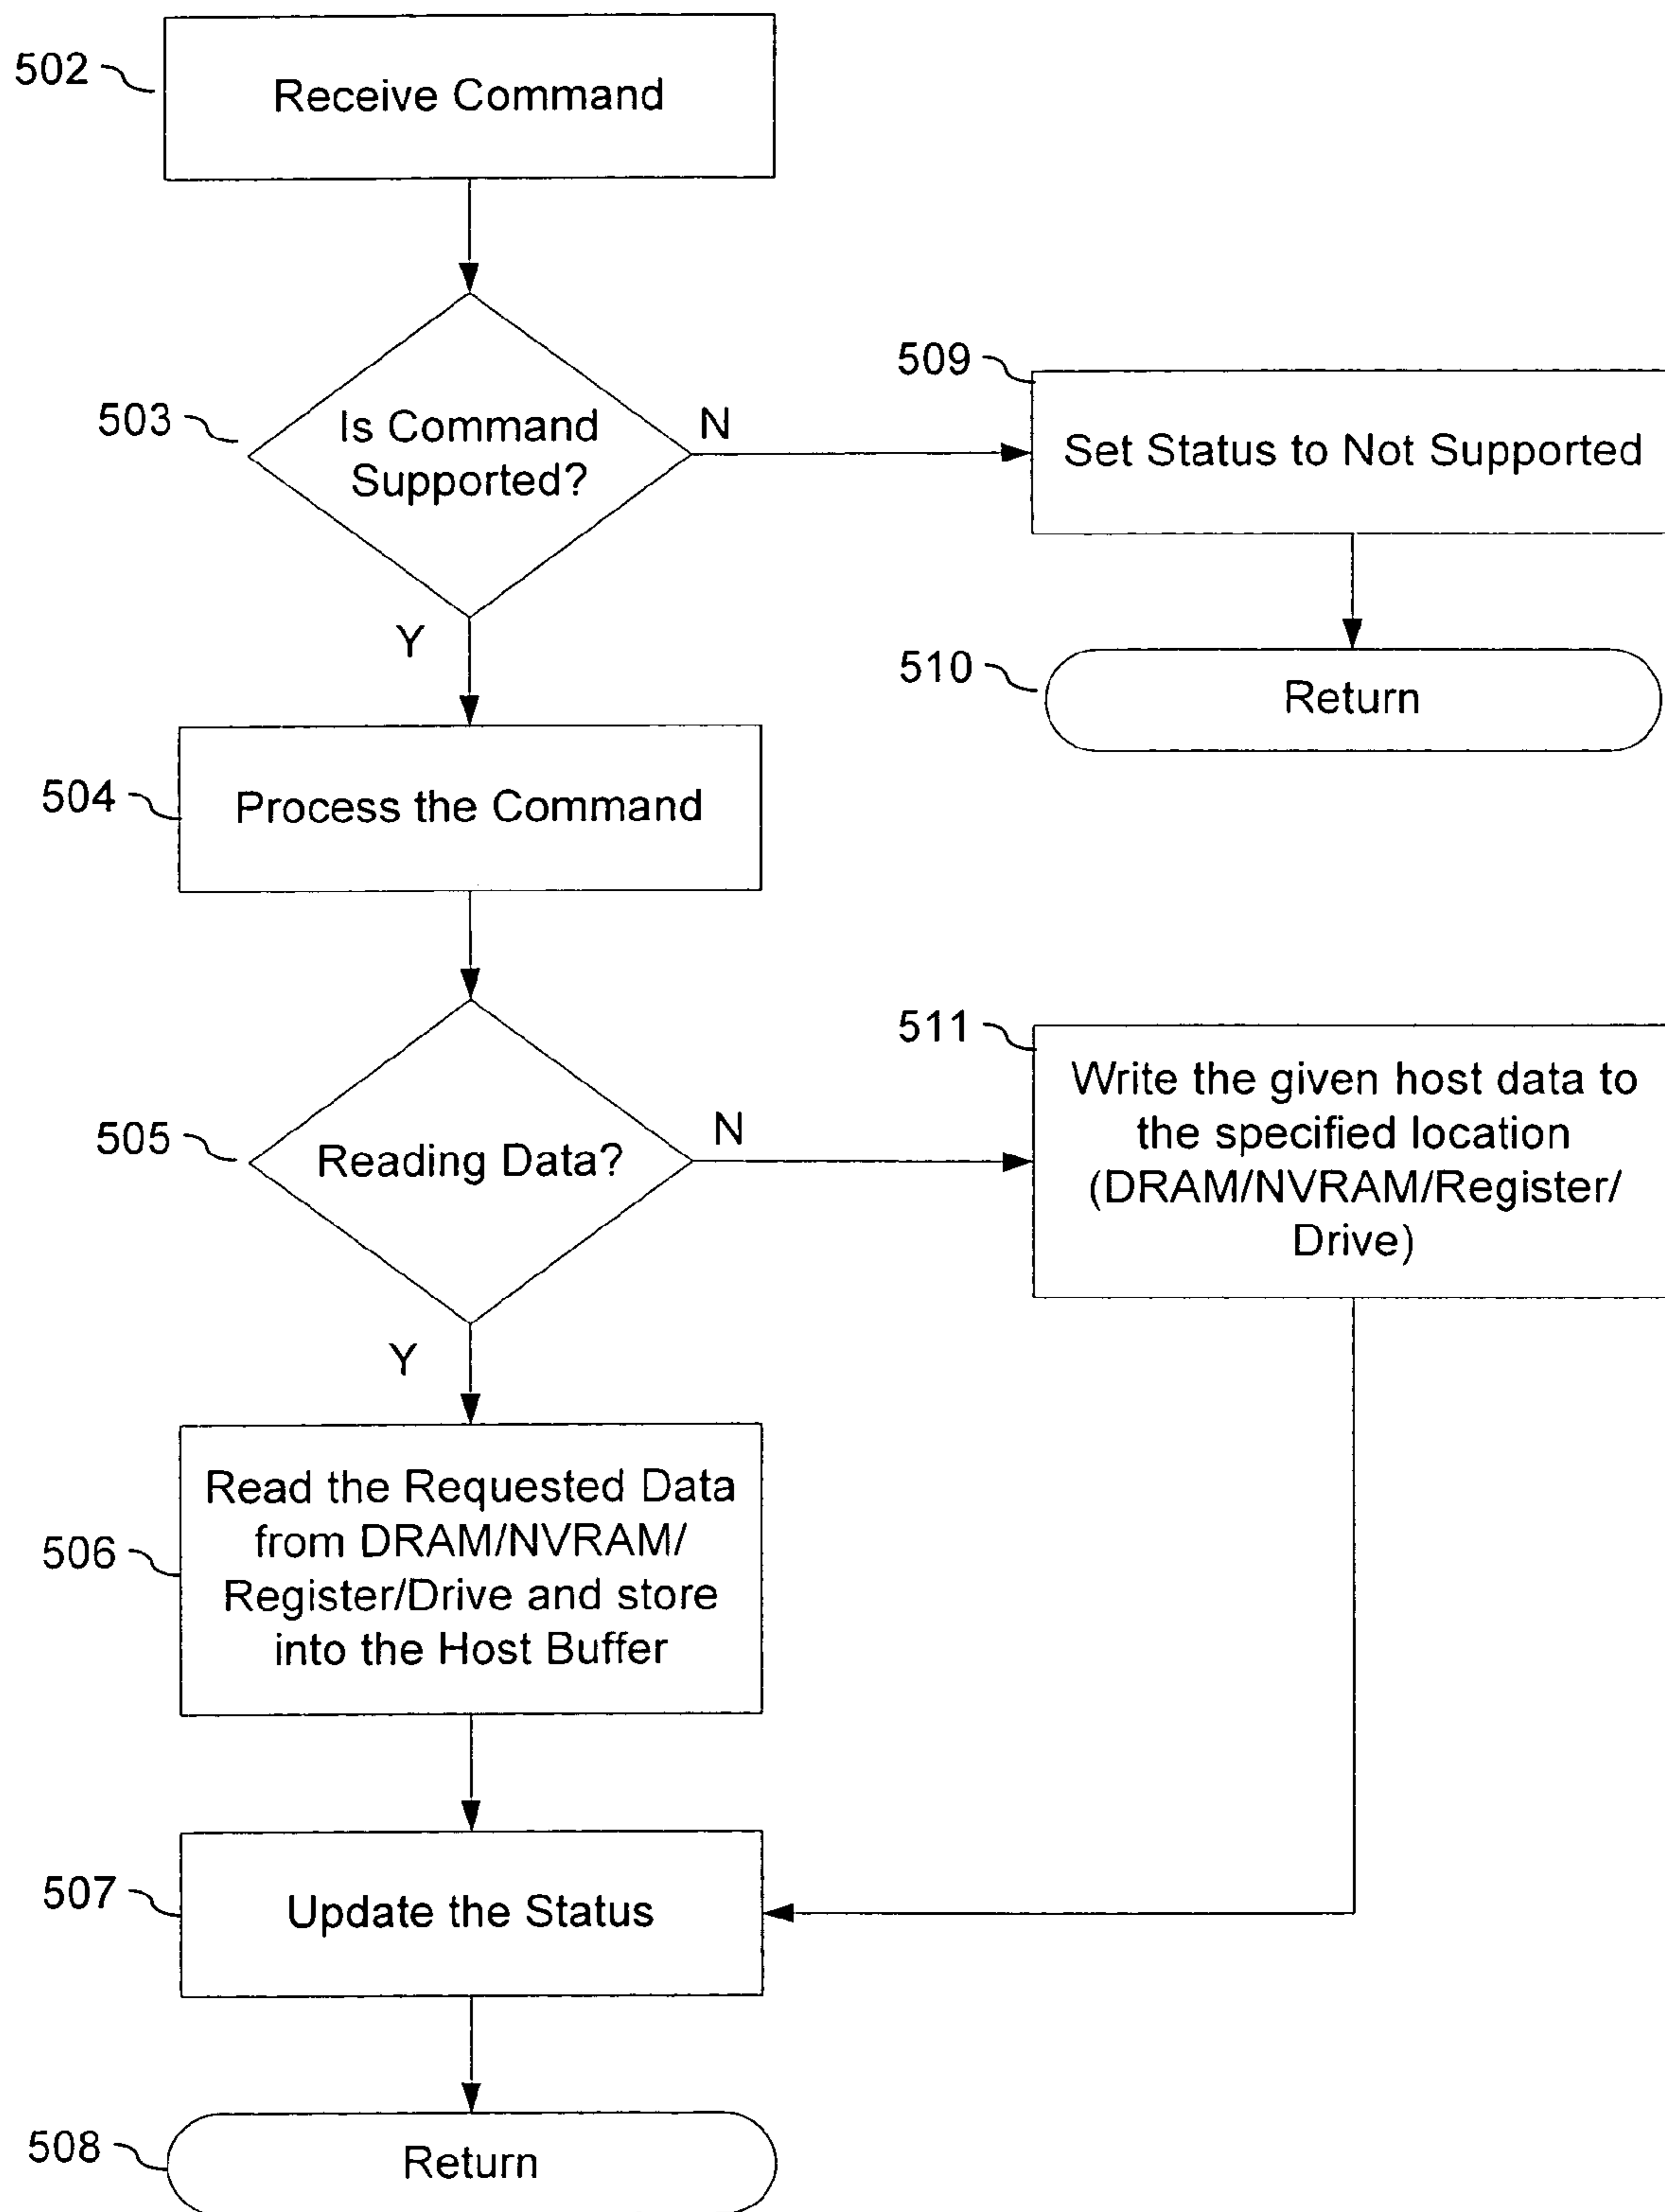 502
Receive Command
503
Is Command
Supported?
N
Y
509
Set Status to Not Supported
510
Return
504
Process the Command
505
Reading Data?
N
Y
511
Write the given host data to
the specified location
(DRAM/NVRAM/Register/
Drive)
506
Read the Requested Data
from DRAM/NVRAM/
Register/Drive and store
into the Host Buffer
507
Update the Status
508
Return